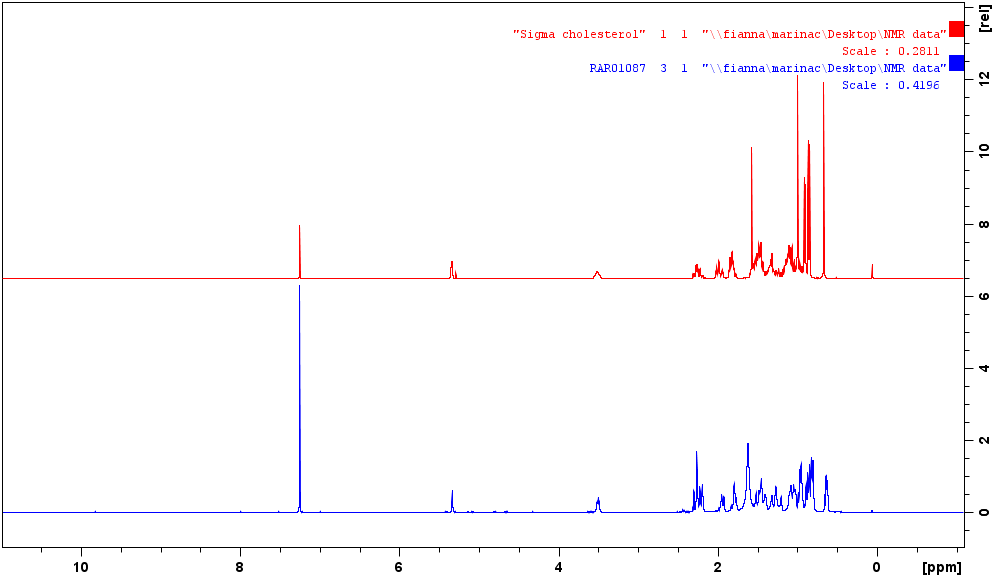 "Sigma cholesterol" 1 1 "\\fianna\marinac\Desktop\NMR data"
Scale : 0.2811
RAR01087 3 1 "\\fianna\marinac\Desktop\NMR data"
Scale : 0.4196
[rel]
12
10
8
6
4
2
0
10 8 6 4 2 0 [ppm]